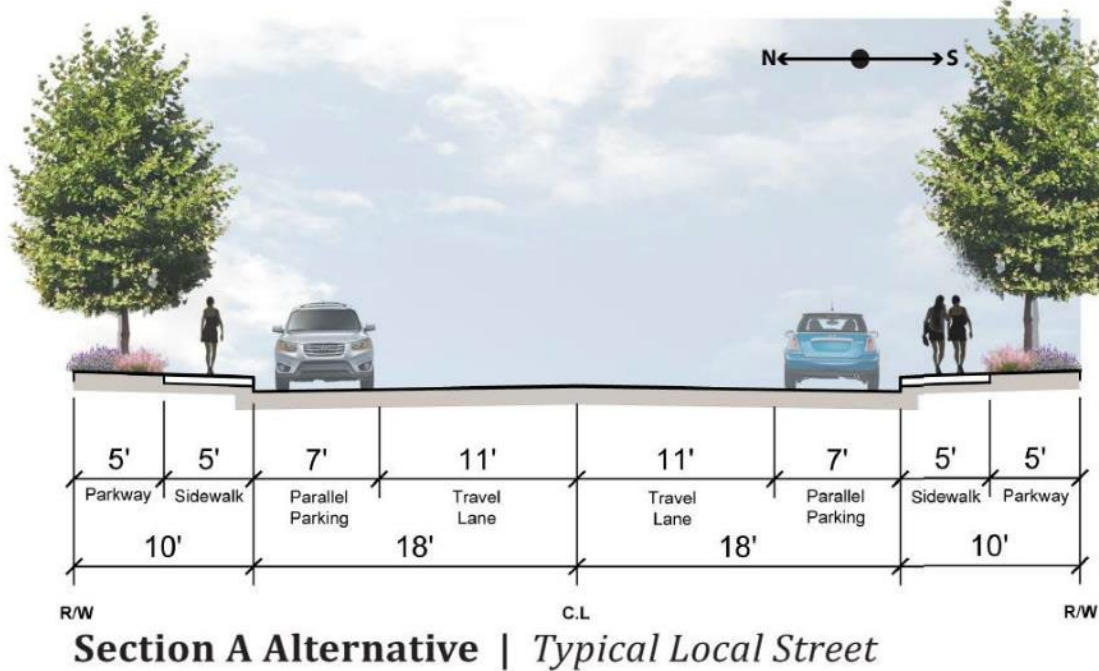 N S
5' 5' 7' 11' 11' 7' 5' 5'
Parkway Sidewalk Parallel Parking Travel Lane Travel Lane Parallel Parking Sidewalk Parkway
10' 18' 18' 10'
R/W C.L R/W
Section A Alternative | Typical Local Street